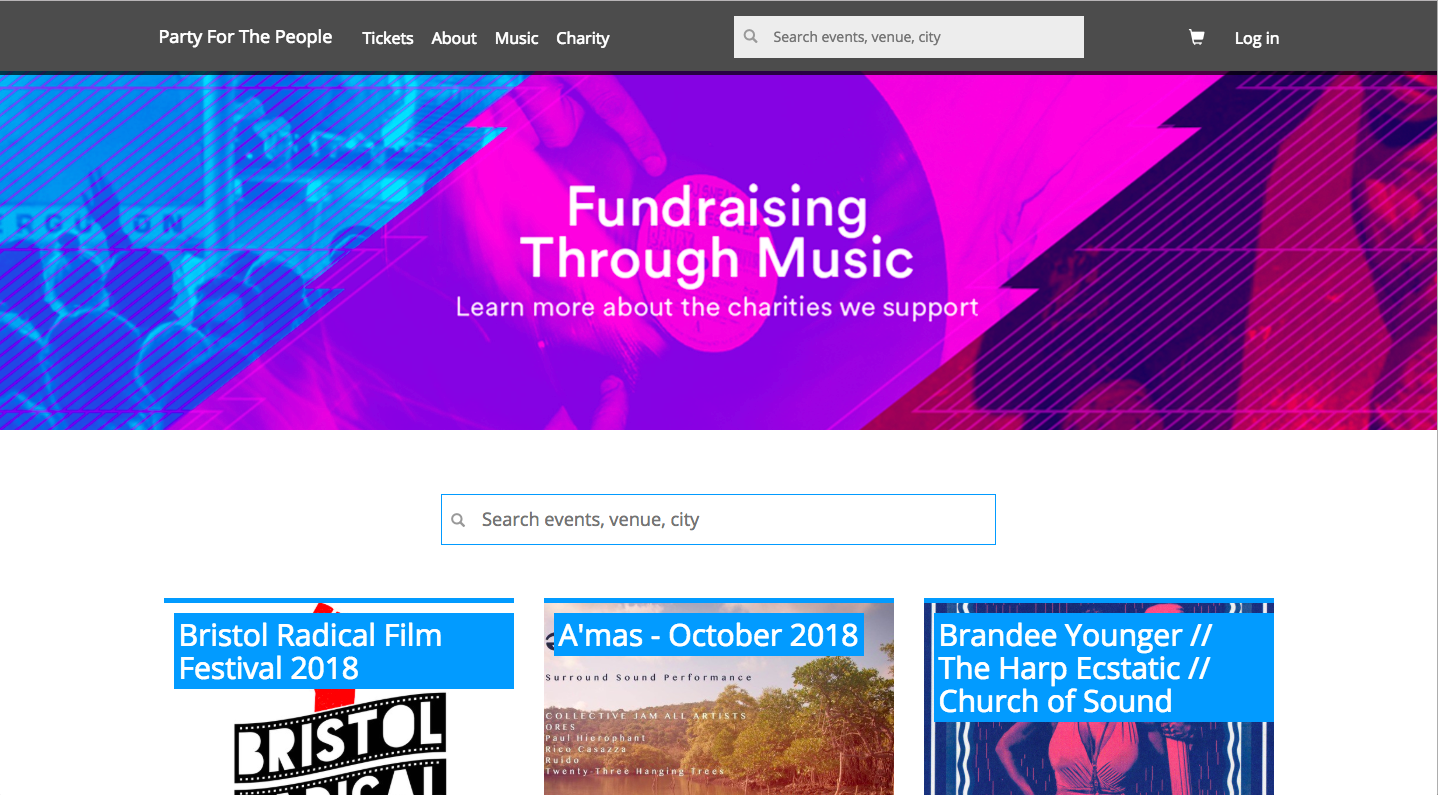 Party For The People
Tickets
About
Music
Charity
Search events, venue, city
Log in
Fundraising
Through Music
Learn more about the charities we support
Search events, venue, city
Bristol Radical Film
Festival 2018
BRISTOL
A'mas - October 2018
Surround Sound Performance
COLLECTIVE JAM ALL ARTISTS
ORES
Paul Hierophant
Rico Casazza
Ruido
Twenty-Three Hanging Trees
Brandee Younger //
The Harp Ecstatic //
Church of Sound